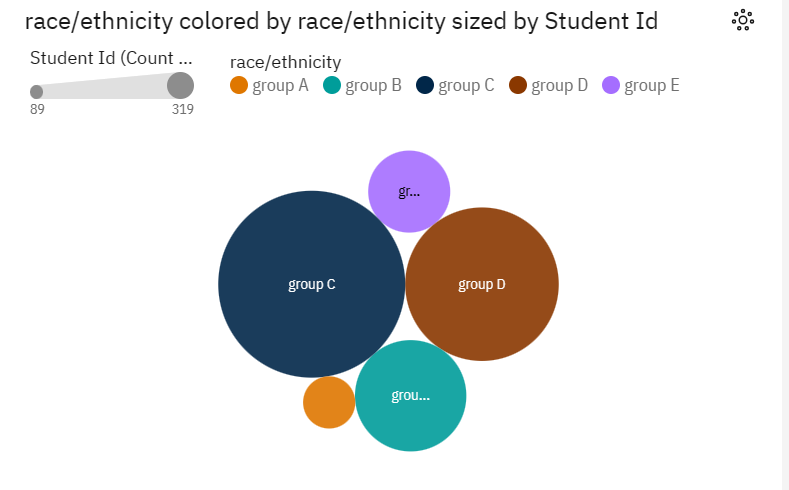 race/ethnicity colored by race/ethnicity sized by Student Id
Student Id (Count ...
89
319
race/ethnicity
group A
group B
group C
group D
group E
gr...
group C
group D
grou...